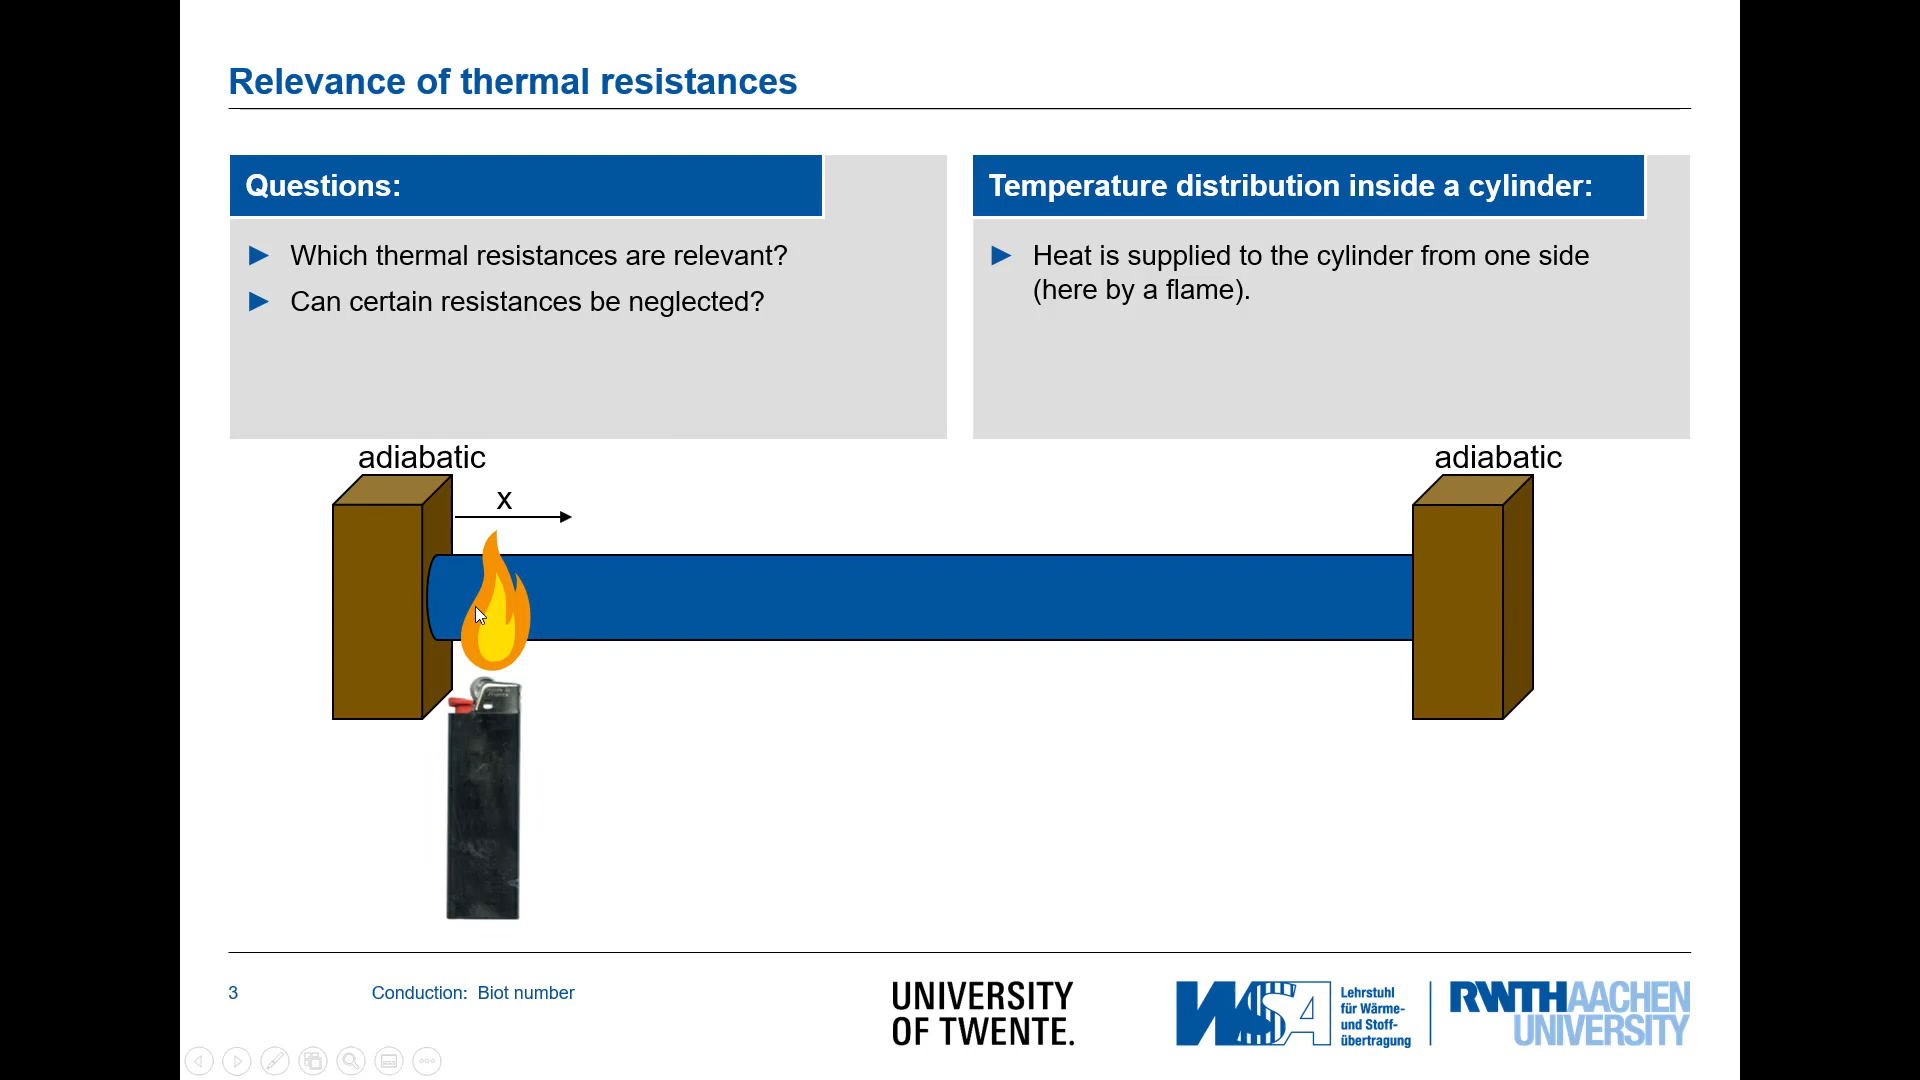 Relevance of thermal resistances
Questions:
Which thermal resistances are relevant?
Can certain resistances be neglected?
Temperature distribution inside a cylinder:
Heat is supplied to the cylinder from one side
(here by a flame).
adiabatic
x
adiabatic
3
Conduction: Biot number
UNIVERSITY
OF TWENTE.
WSA
Lehrstuhl
für Wärme-
und Stoff-
übertragung
RWTHAACHEN
UNIVERSITY